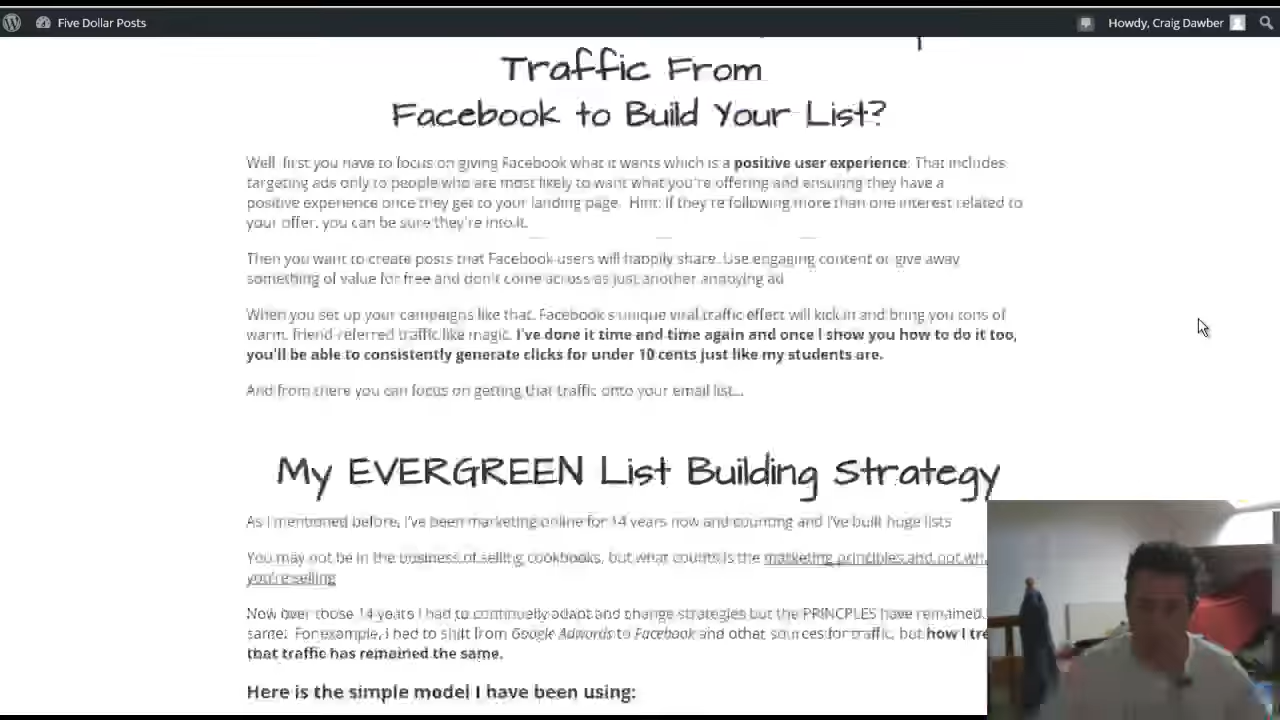 Five Dollar Posts
Howdy, Craig Dawber
Traffic From
Facebook to Build Your List?
Well, first you have to focus on giving Facebook what it wants which is a positive user experience. That includes
targeting ads only to people who are most likely to want what you're offering and ensuring they have a
positive experience once they get to your landing page. Hint: if they're following more than one interest related to
your offer, you can be sure they're into it.
Then you want to create posts that Facebook users will happily share. Use engaging content or give away
something of value for free and don't come across as just another annoying ad
When you set up your campaigns like that, Facebook's unique viral traffic effect will kick in and bring you tons of
warm, friend-referred traffic like magic. I've done it time and time again and once I show you how to do it too,
you'll be able to consistently generate clicks for under 10 cents just like my students are.
And from there you can focus on getting that traffic onto your email list...
My EVERGREEN List Building Strategy
As I mentioned before, I've been marketing online for 14 years now and counting and I've built huge lists
You may not be in the business of selling cookbooks, but what counts is the marketing principles and not
you're selling
Now over those 14 years I had to continually adapt and change strategies but the PRINCPLES have remained
same. For example, I had to shift from Google Adwords to Facebook and other sources for traffic, but how I
that traffic has remained the same.
Here is the simple model I have been using: